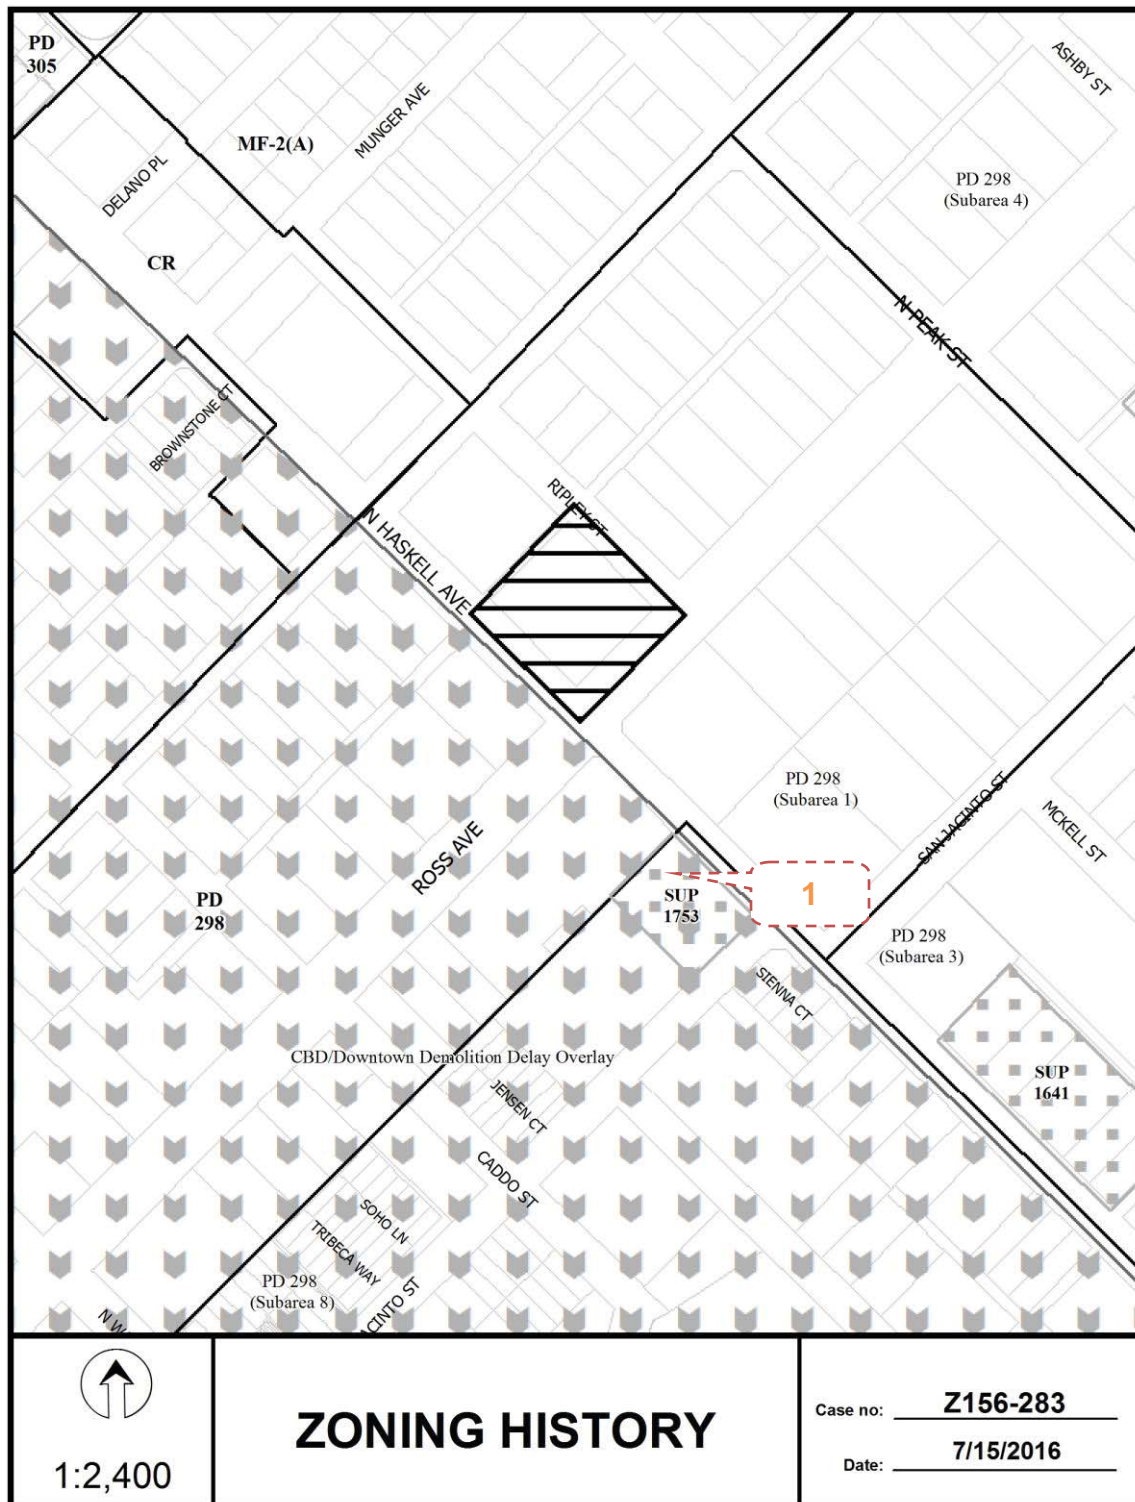 PD
305
ASHBY ST
MUNGER AVE
MF-2(A)
DELANO PL
PD 298
(Subarea 4)
CR
N PEAK ST
BROWNSTONE CT
RIPLEY ST
N HASKELL AVE
PD 298
(Subarea 1)
SAN JACINTO ST
MCKELL ST
ROSS AVE
SUP
1753
1
PD
298
PD 298
(Subarea 3)
SIENNA CT
CBD/Downtown Demolition Delay Overlay
SUP
1641
JENSEN CT
CADDO ST
SOHO LN
TRIBECA WAY
PD 298
(Subarea 8)
ACINTO ST
N W
1:2,400
ZONING HISTORY
Case no: Z156-283
Date: 7/15/2016